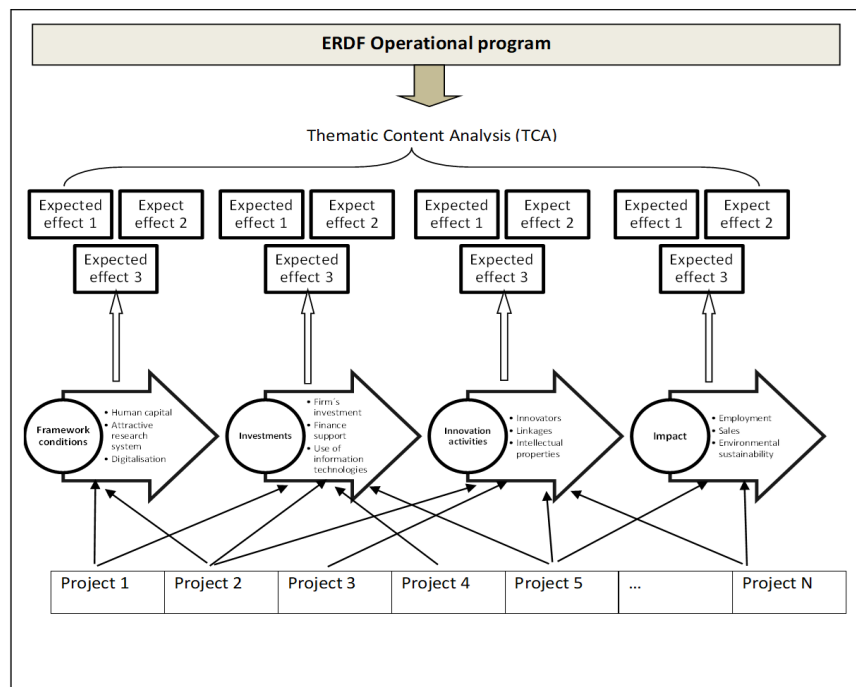 ERDF Operational program
Thematic Content Analysis (TCA)
Expected
effect 1
Expect
effect 2
Expected
effect 3
Expected
effect 1
Expect
effect 2
Expected
effect 3
Expected
effect 1
Expect
effect 2
Expected
effect 3
Expected
effect 1
Expect
effect 2
Expected
effect 3
Framework
conditions
• Human capital
• Attractive
research
system
• Digitalisation
Investments
• Firm´s
investment
• Finance
support
• Use of
information
technologies
Innovation
activities
• Innovators
• Linkages
• Intellectual
properties
Impact
• Employment
• Sales
• Environmental
sustainability
Project 1
Project 2
Project 3
Project 4
Project 5
...
Project N